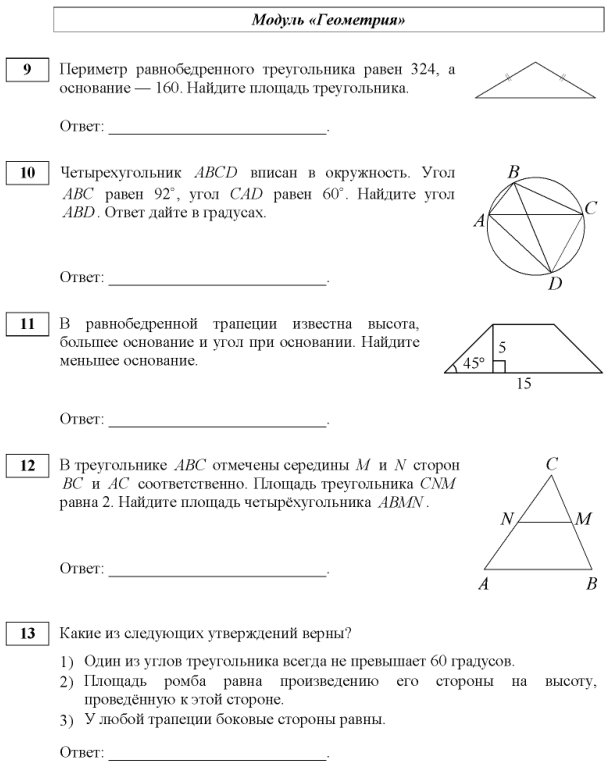 Модуль «Геометрия»
9
Периметр равнобедренного треугольника равен 324, а
основание — 160. Найдите площадь треугольника.
Ответ: ____________________________.
10
Четырехугольник ABCD вписан в окружность. Угол
ABC равен 92°, угол CAD равен 60°. Найдите угол
ABD. Ответ дайте в градусах.
B
C
A
D
Ответ: ____________________________.
11
В равнобедренной трапеции известна высота,
большее основание и угол при основании. Найдите
меньшее основание.
5
45°
15
Ответ: ____________________________.
12
В треугольнике ABC отмечены середины M и N сторон
BC и AC соответственно. Площадь треугольника CNM
равна 2. Найдите площадь четырёхугольника ABMN.
C
N
M
A
B
Ответ: ____________________________.
13
Какие из следующих утверждений верны?
1) Один из углов треугольника всегда не превышает 60 градусов.
2) Площадь ромба равна произведению его стороны на высоту,
проведённую к этой стороне.
3) У любой трапеции боковые стороны равны.
Ответ: ____________________________.